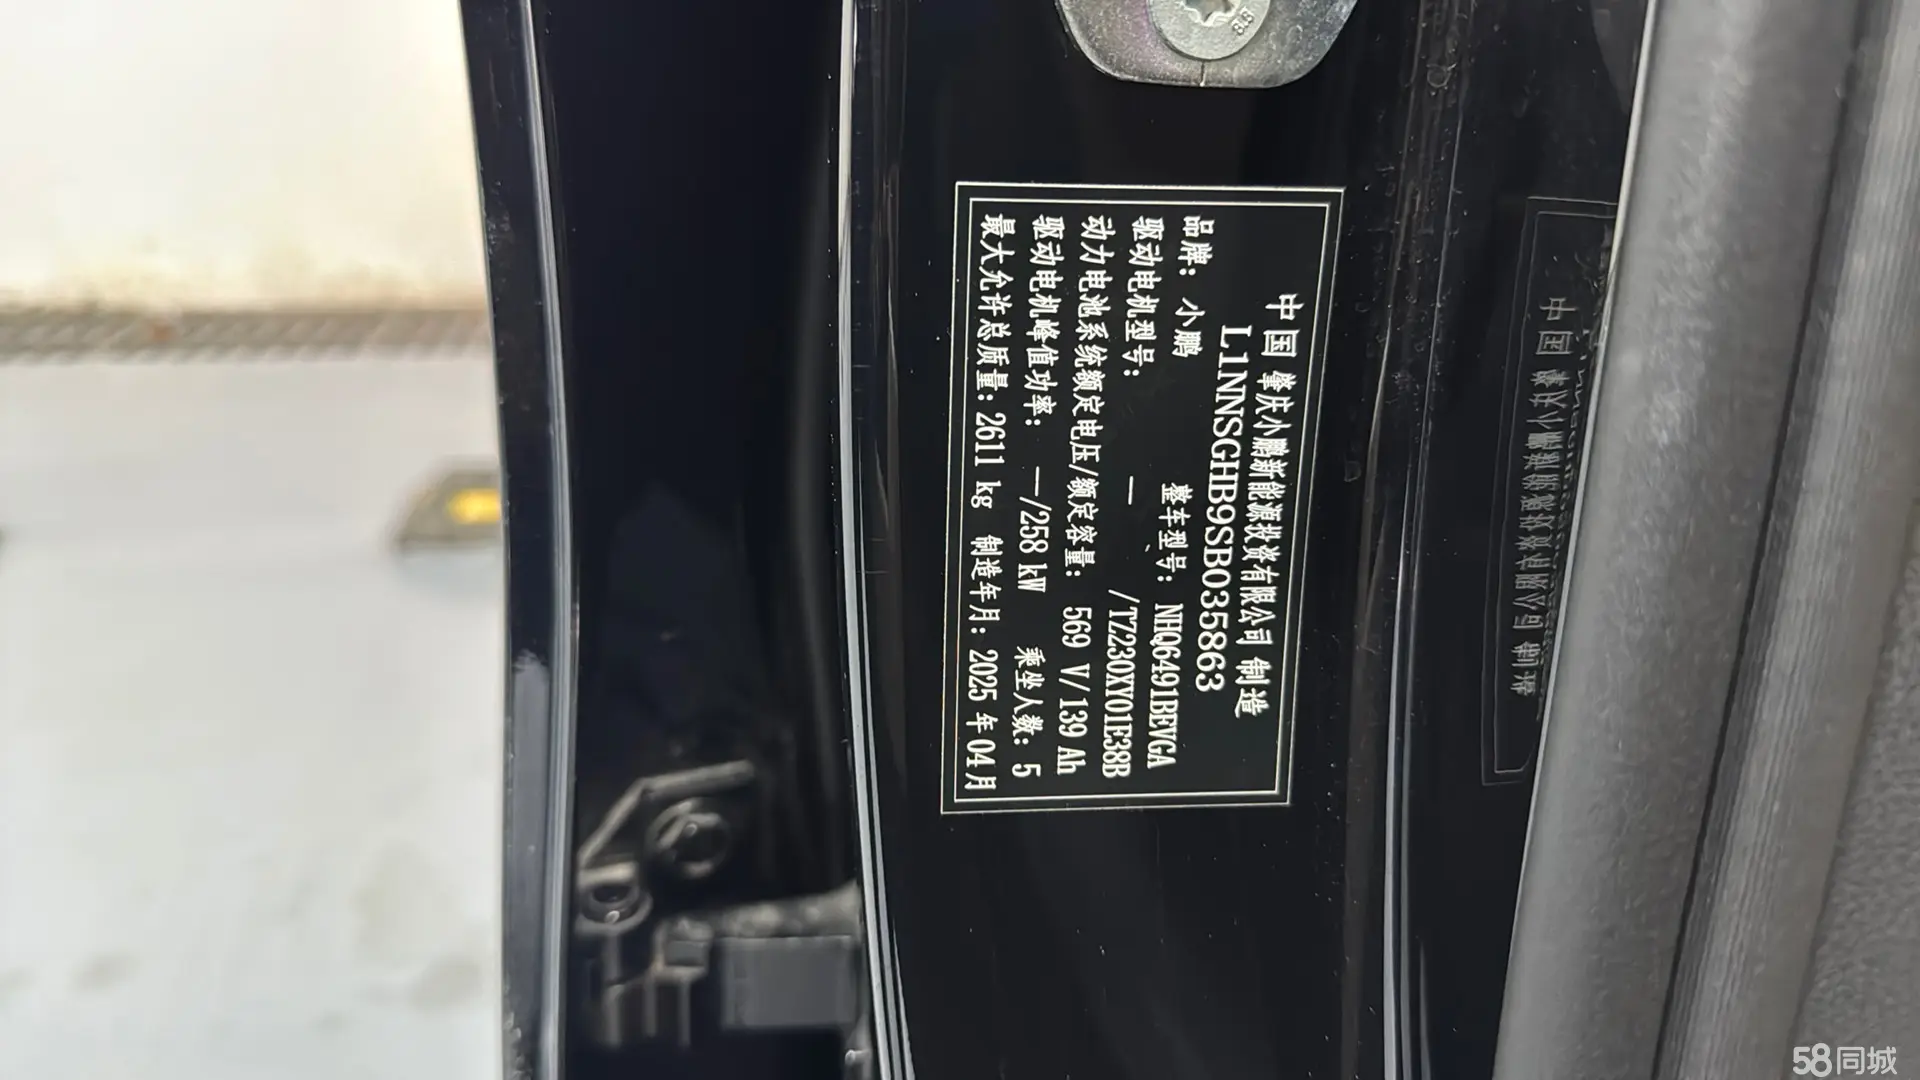 中国 肇庆小鹏新能源投资有限公司 制造
L1NNSGHB9SB035863
品牌: 小鹏 整车型号: NHQ6491BEVGA
驱动电机型号: — /TZ230XY01E38B
动力电池系统额定电压/额定容量: 569 V/139 Ah
驱动电机峰值功率: —/258 kW 乘坐人数: 5
最大允许总质量: 2611 kg 制造年月: 2025 年 04月
8.8
58同城